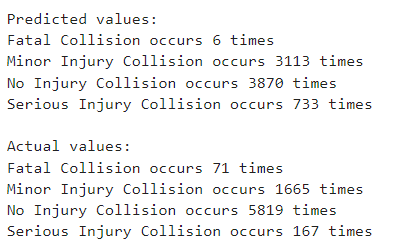 Predicted values:
Fatal Collision occurs 6 times
Minor Injury Collision occurs 3113 times
No Injury Collision occurs 3870 times
Serious Injury Collision occurs 733 times

Actual values:
Fatal Collision occurs 71 times
Minor Injury Collision occurs 1665 times
No Injury Collision occurs 5819 times
Serious Injury Collision occurs 167 times